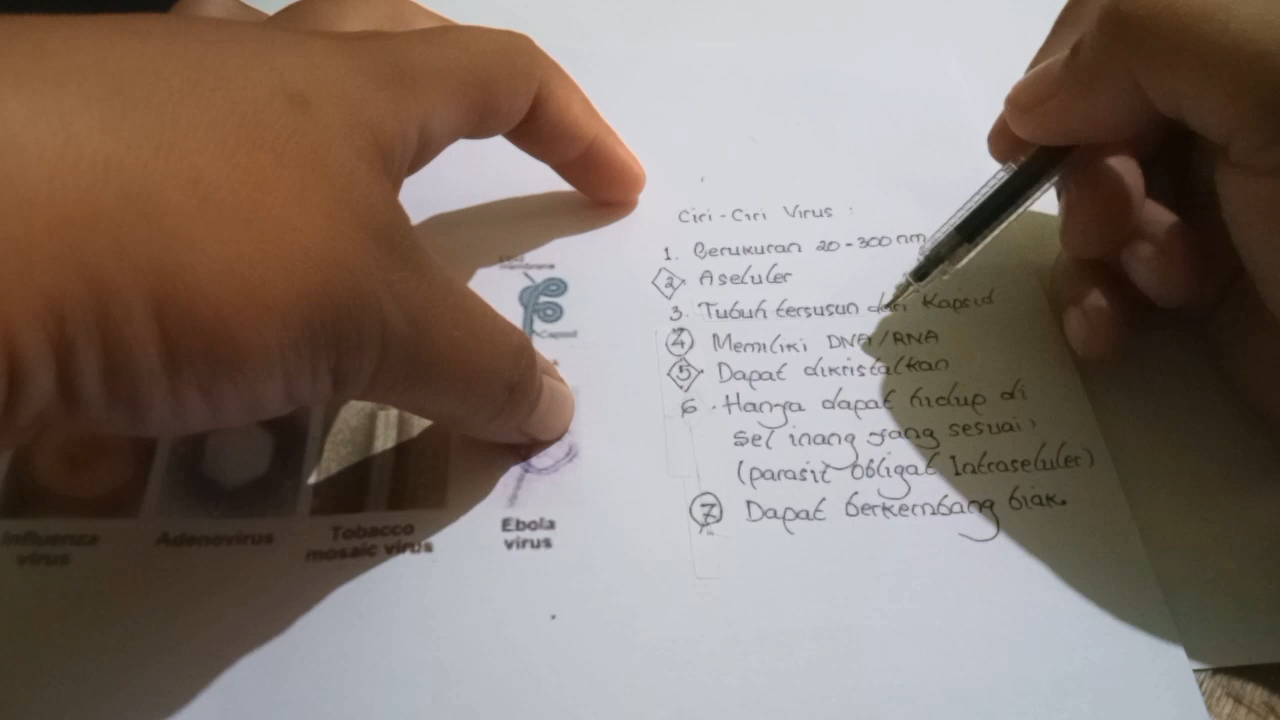 Ciri - Ciri Virus :
1. Berukuran 20 - 300 nm
2. Aseluler
3. Tubuh tersusun dari Kapsid
4 Memiliki DNA/RNA
5. Dapat dikristalkan
6. Hanya dapat hidup di
sel inang yang sesuai
(parasit obligat Intraseluler)
7 Dapat berkembang biak
membrane
Capsid
Influenza
virus
Adenovirus
Tobacco
mosaic virus
Ebola
virus